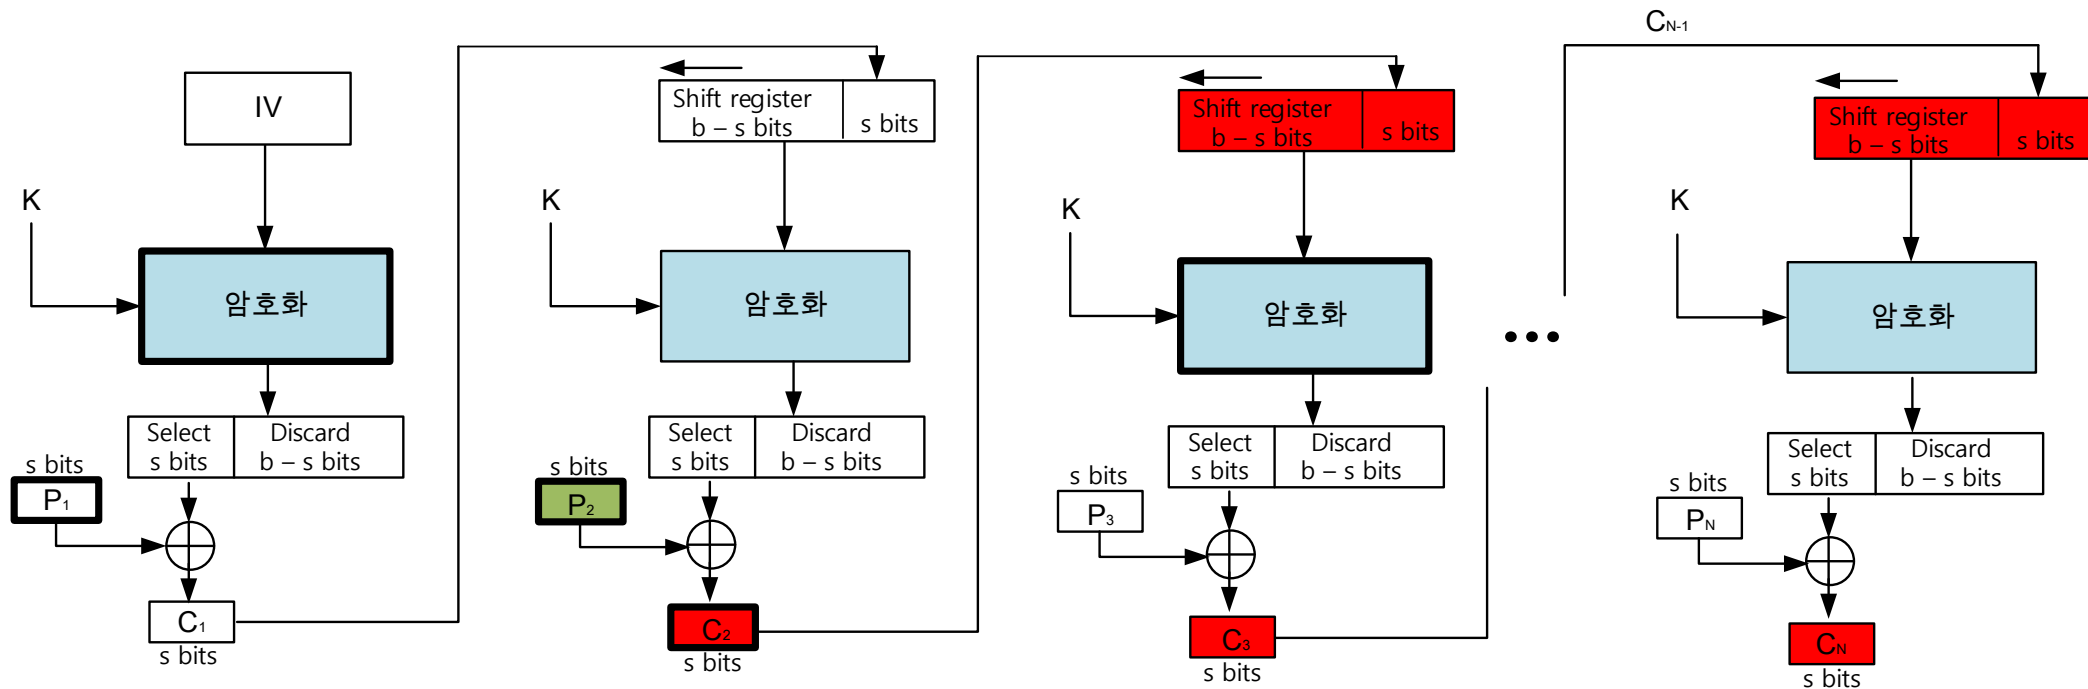 IV
K
암호화
Select
s bits
Discard
b – s bits
s bits
P1
C1
s bits
Shift register
b – s bits
s bits
K
암호화
Select
s bits
Discard
b – s bits
s bits
P2
C2
s bits
Shift register
b – s bits
s bits
K
암호화
Select
s bits
Discard
b – s bits
s bits
P3
C3
s bits
•••
CN-1
Shift register
b – s bits
s bits
K
암호화
Select
s bits
Discard
b – s bits
s bits
PN
CN
s bits